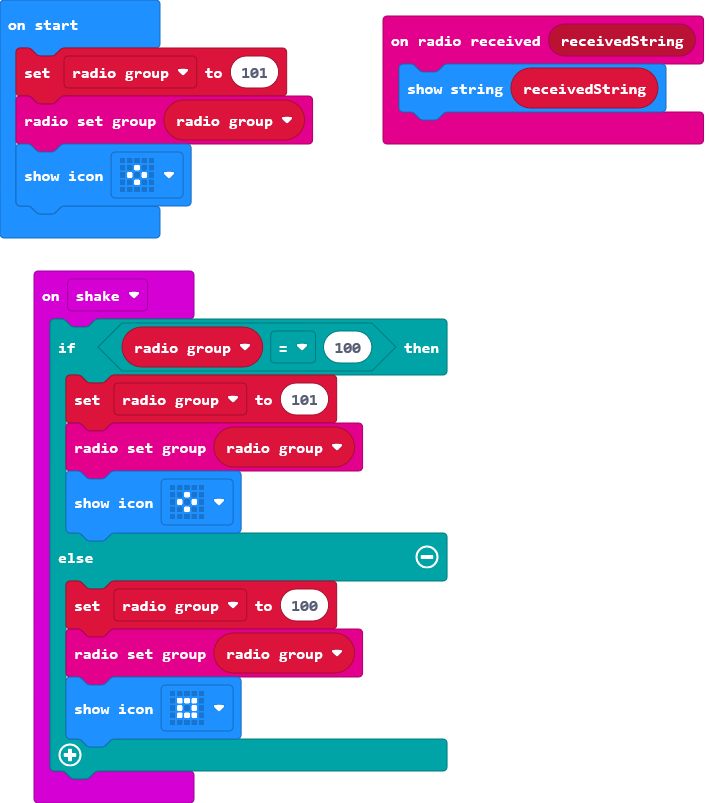 on start
set radio group to 101
radio set group radio group
show icon
on radio received receivedString
show string receivedString
on shake
if radio group = 100 then
set radio group to 101
radio set group radio group
show icon
else
set radio group to 100
radio set group radio group
show icon